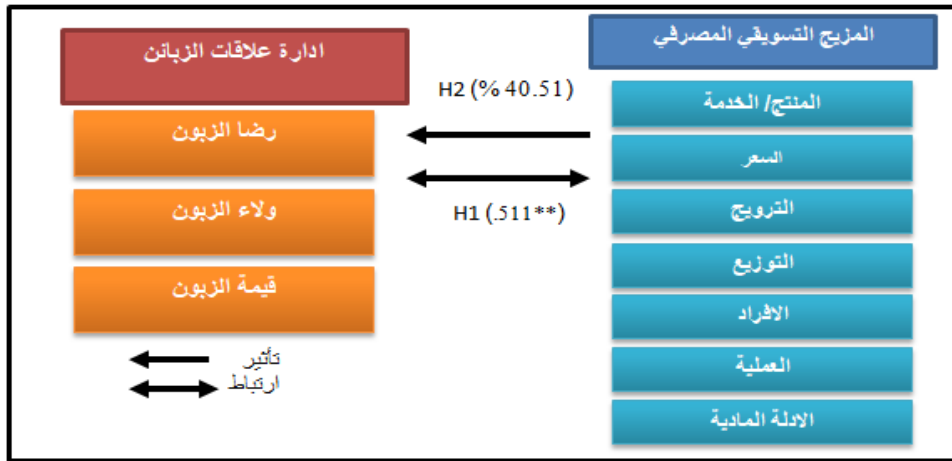 المزيج التسويقي المصرفي
المنتج/ الخدمة
السعر
الترويج
التوزيع
الافراد
العملية
الادلة المادية
H2 (% 40.51)
H1 (.511**)
ادارة علاقات الزبائن
رضا الزبون
ولاء الزبون
قيمة الزبون
تأثير
ارتباط